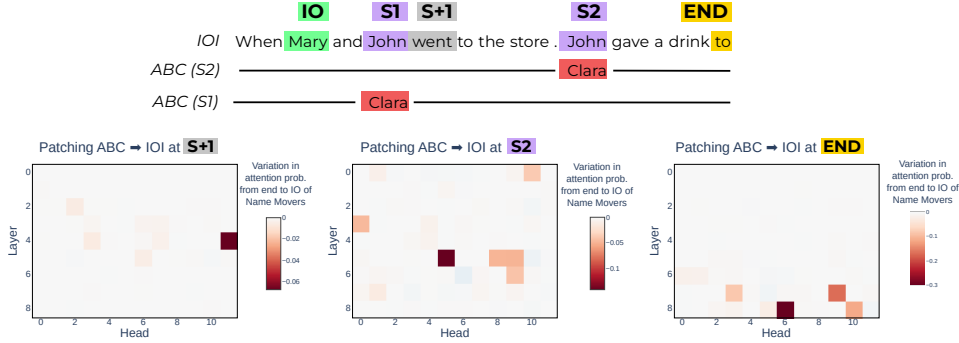 IO S1 S+1 S2 END
IOI When Mary and John went to the store . John gave a drink to
ABC (S2) Clara
ABC (S1) Clara
Patching ABC ➡ IOI at S+1
Variation in
attention prob.
from end to IO of
Name Movers
0
−0.02
−0.04
−0.06
Layer
0
2
4
6
8
0 2 4 6 8 10
Head
Patching ABC ➡ IOI at S2
Variation in
attention prob.
from end to IO of
Name Movers
0
−0.05
−0.1
Layer
0
2
4
6
8
0 2 4 6 8 10
Head
Patching ABC ➡ IOI at END
Variation in
attention prob.
from end to IO of
Name Movers
0
−0.1
−0.2
−0.3
Layer
0
2
4
6
8
0 2 4 6 8 10
Head